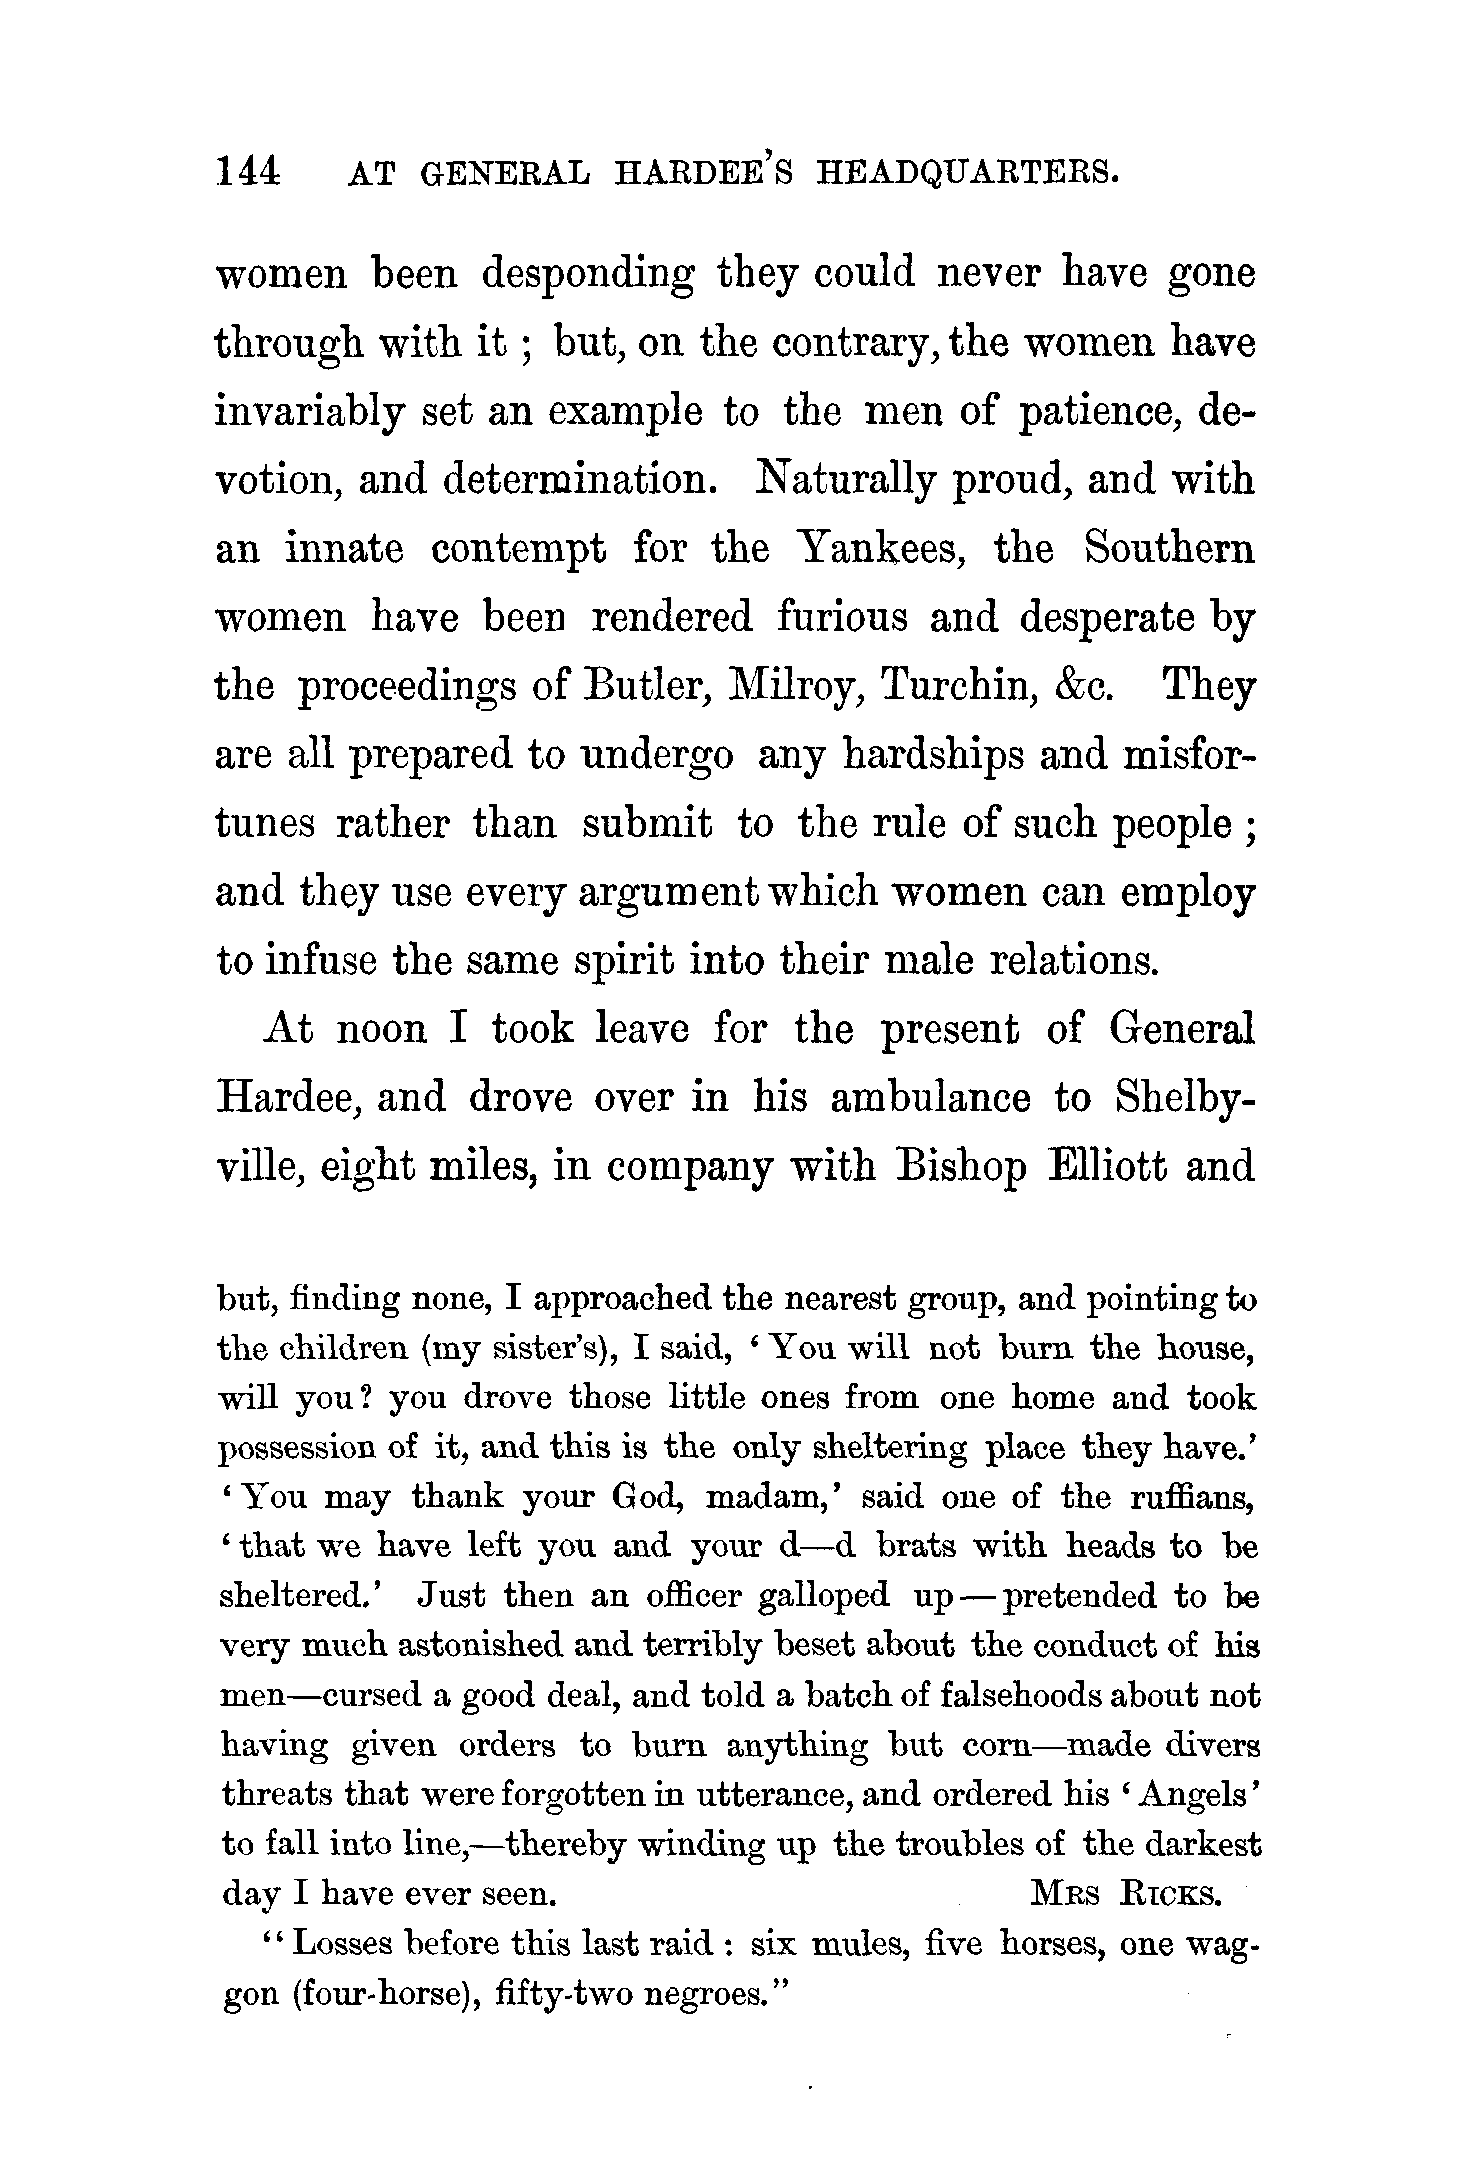 144 AT GENERAL HARDEE'S HEADQUARTERS.
women been desponding they could never have gone
through with it ; but, on the contrary, the women have
invariably set an example to the men of patience, de-
votion, and determination. Naturally proud, and with
an innate contempt for the Yankees, the Southern
women have been rendered furious and desperate by
the proceedings of Butler, Milroy, Turchin, &c. They
are all prepared to undergo any hardships and misfor-
tunes rather than submit to the rule of such people ;
and they use every argument which women can employ
to infuse the same spirit into their male relations.
At noon I took leave for the present of General
Hardee, and drove over in his ambulance to Shelby-
ville, eight miles, in company with Bishop Elliott and
but, finding none, I approached the nearest group, and pointing to
the children (my sister's), I said, ‘ You will not burn the house,
will you? you drove those little ones from one home and took
possession of it, and this is the only sheltering place they have.’
‘ You may thank your God, madam,’ said one of the ruffians,
‘ that we have left you and your d—d brats with heads to be
sheltered.’ Just then an officer galloped up — pretended to be
very much astonished and terribly beset about the conduct of his
men—cursed a good deal, and told a batch of falsehoods about not
having given orders to burn anything but corn—made divers
threats that were forgotten in utterance, and ordered his ‘ Angels’
to fall into line,—thereby winding up the troubles of the darkest
day I have ever seen. MRS RICKS.
“ Losses before this last raid : six mules, five horses, one wag-
gon (four-horse), fifty-two negroes.”